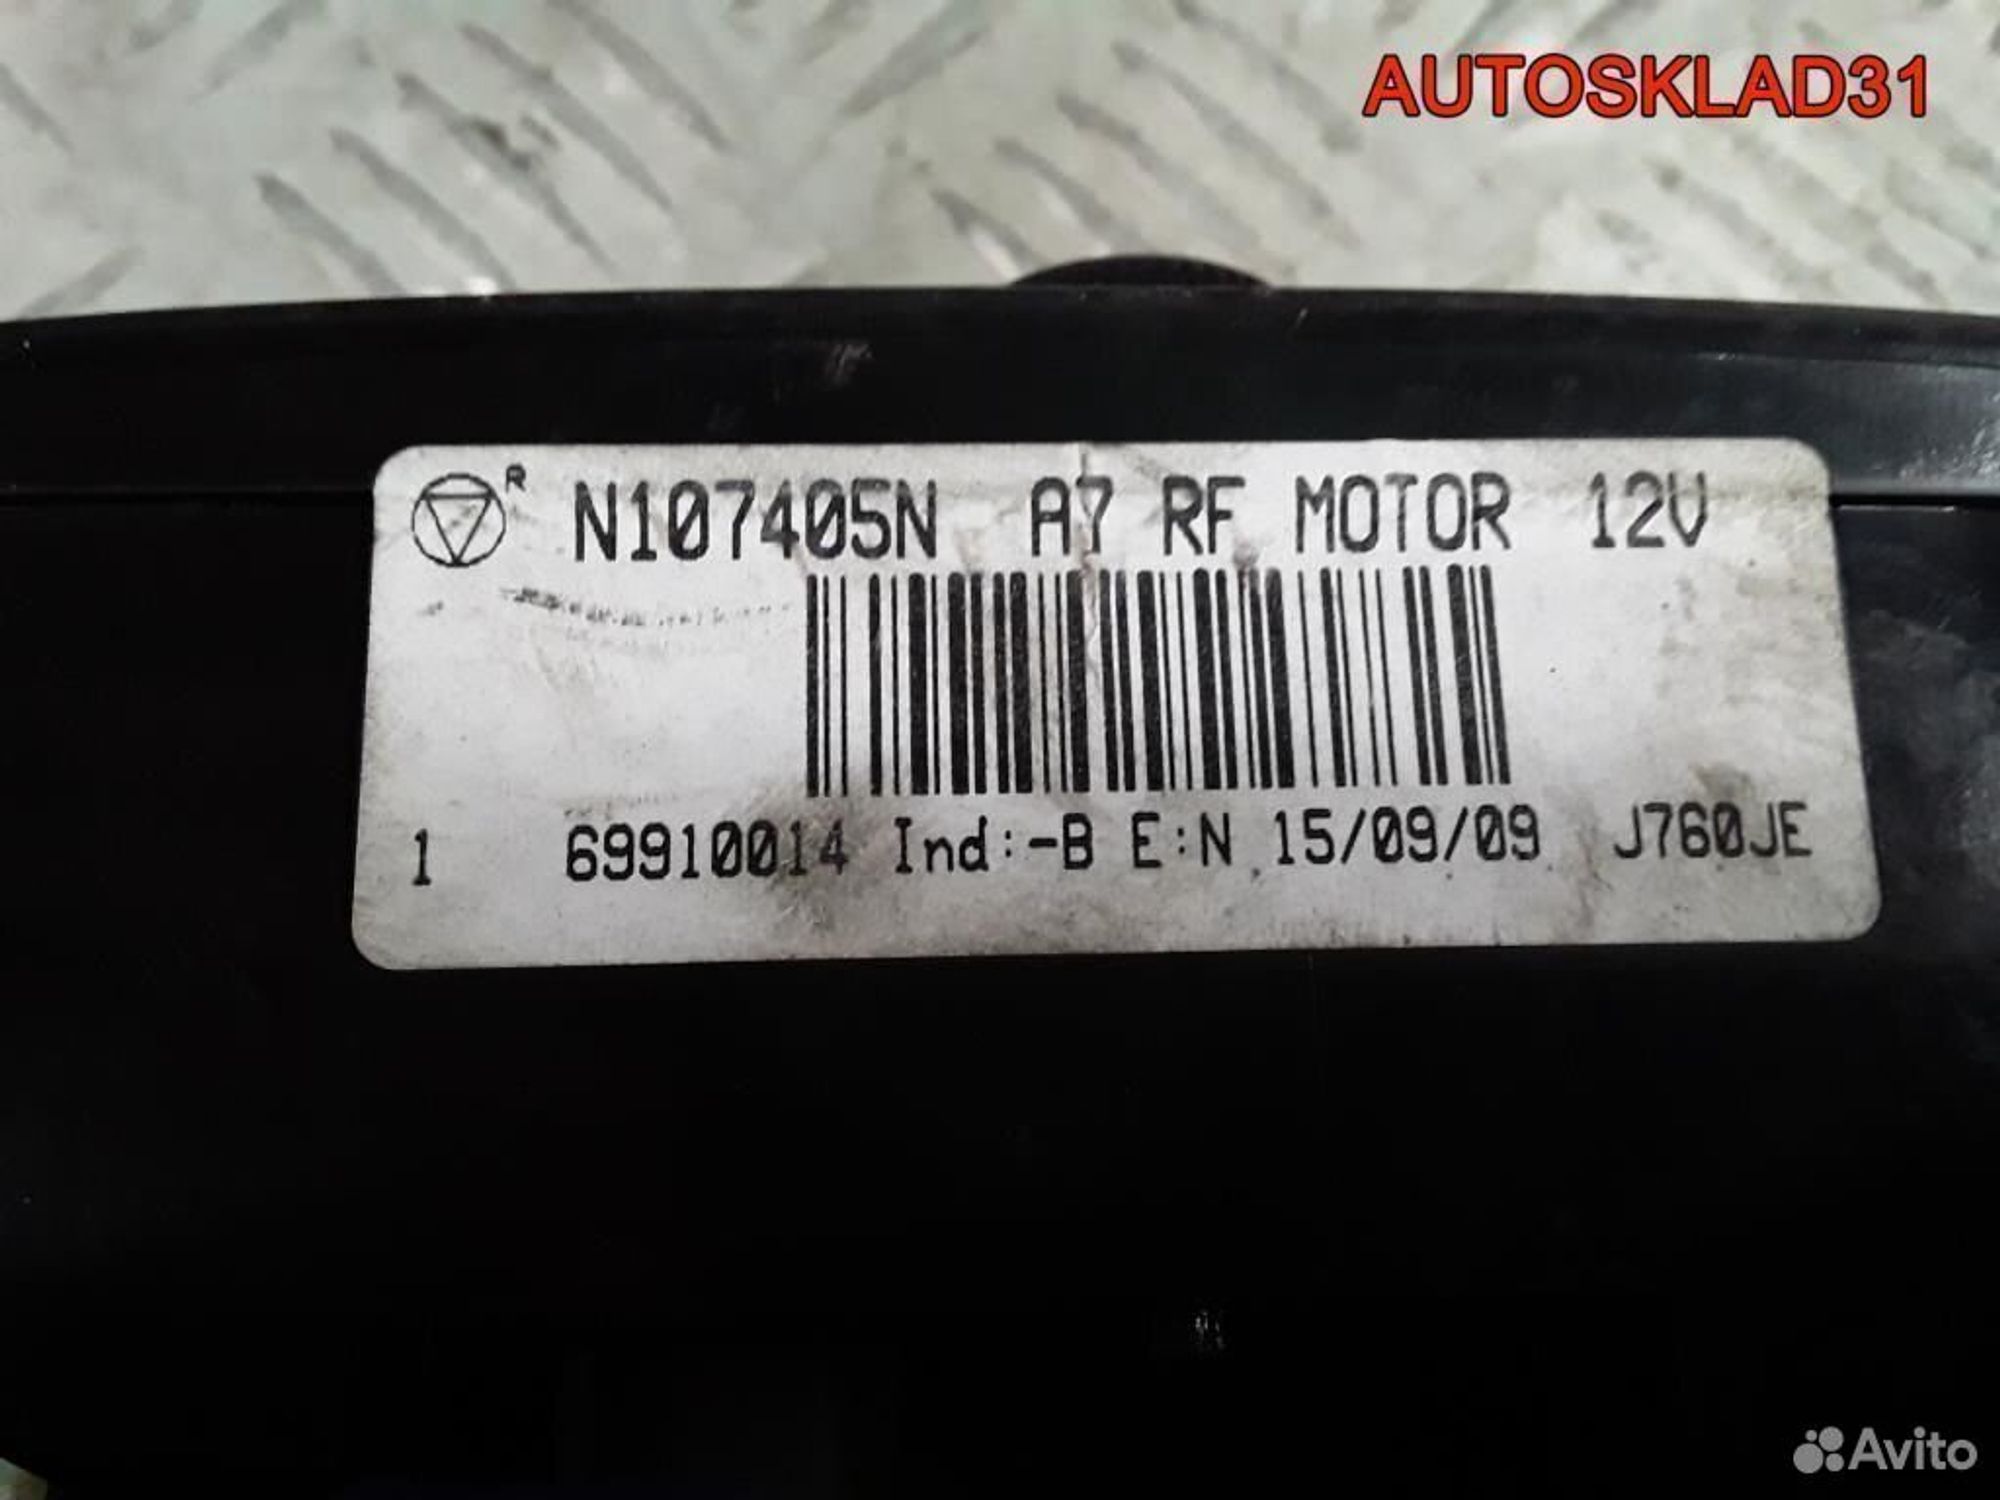 AUTOSKLAD31
R
N107405N A7 RF MOTOR 12V
1 69910014 Ind:-B E:N 15/09/09 J760JE
Avito